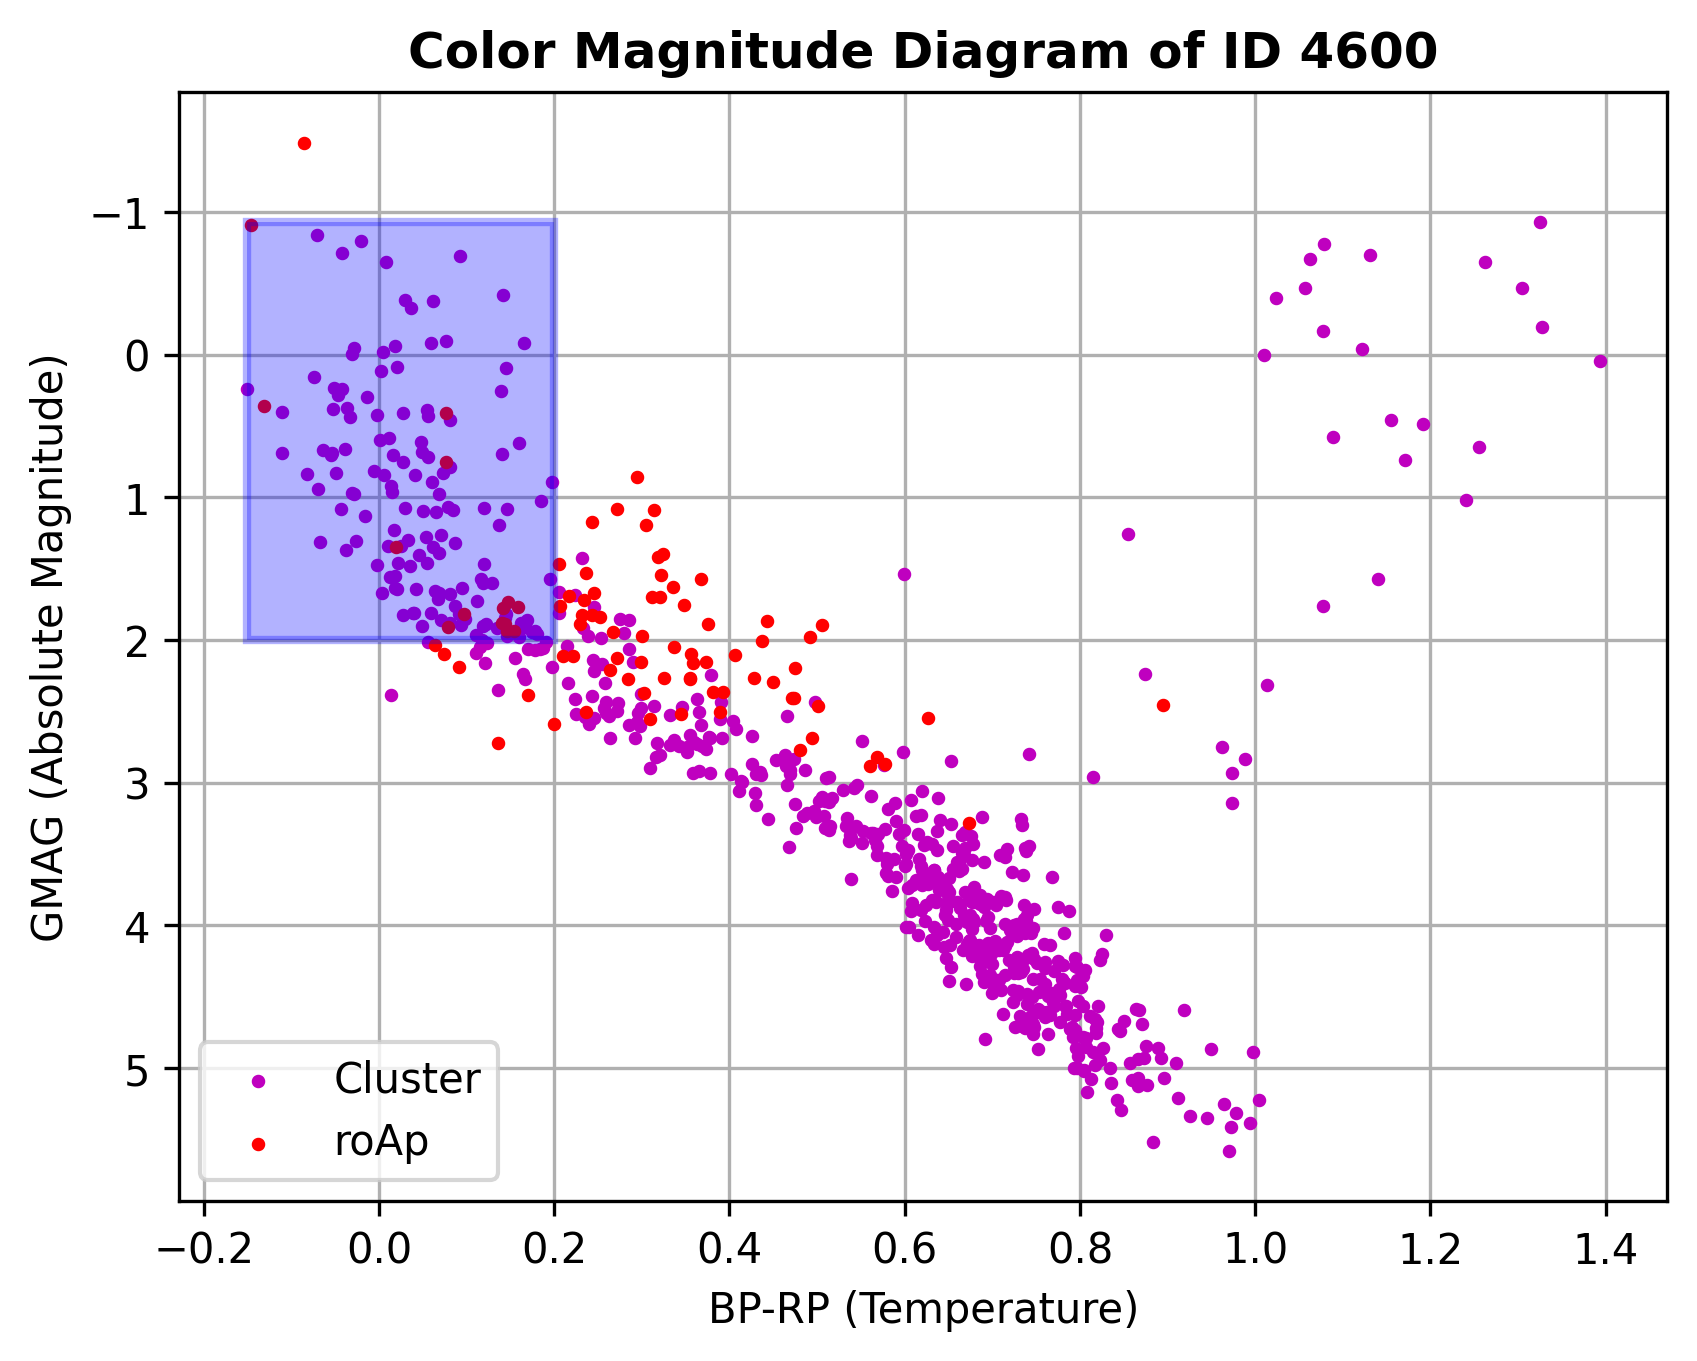 Color Magnitude Diagram of ID 4600
GMAG (Absolute Magnitude)
−1
0
1
2
3
4
5
Cluster
roAp
−0.2 0.0 0.2 0.4 0.6 0.8 1.0 1.2 1.4
BP-RP (Temperature)